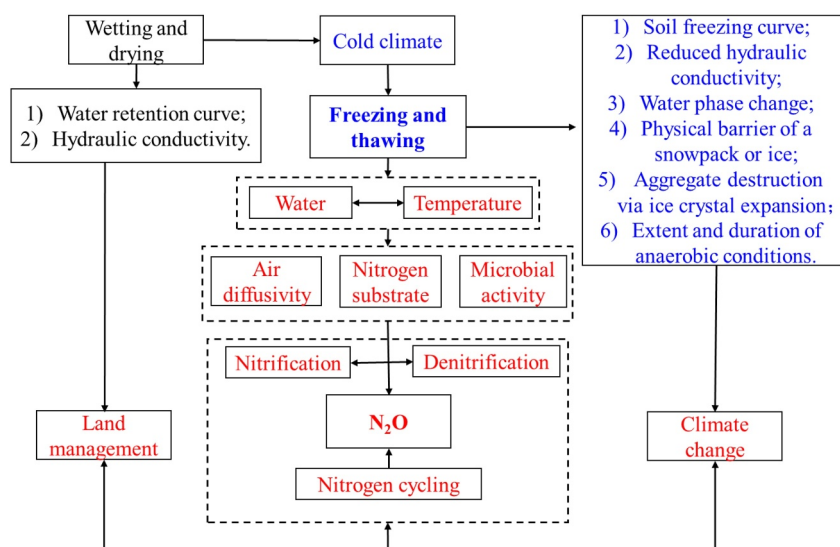 Wetting and
drying
Cold climate
1) Soil freezing curve;
2) Reduced hydraulic
conductivity;
3) Water phase change;
4) Physical barrier of a
snowpack or ice;
5) Aggregate destruction
via ice crystal expansion;
6) Extent and duration of
anaerobic conditions.
1) Water retention curve;
2) Hydraulic conductivity.
Freezing and
thawing
Water
Temperature
Air
diffusivity
Nitrogen
substrate
Microbial
activity
Nitrification
Denitrification
N₂O
Nitrogen cycling
Land
management
Climate
change